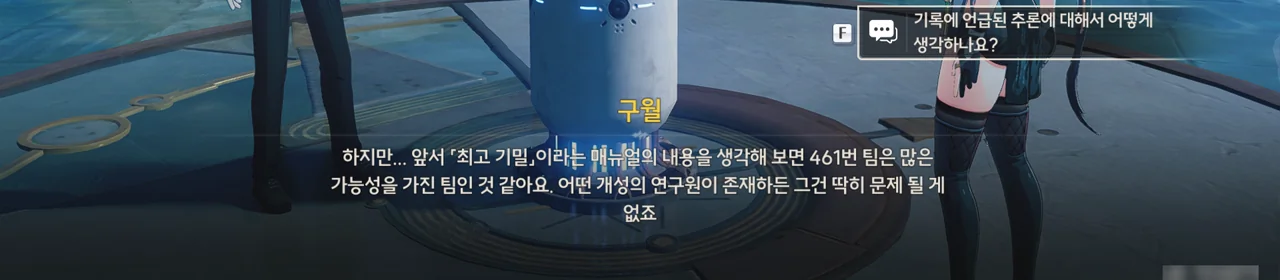 기록에 언급된 추론에 대해서 어떻게
생각하나요?
F
구월
하지만... 앞서 「최고 기밀」이라는 매뉴얼의 내용을 생각해 보면 461번 팀은 많은
가능성을 가진 팀인 것 같아요. 어떤 개성의 연구원이 존재하든 그건 딱히 문제 될 게
없죠